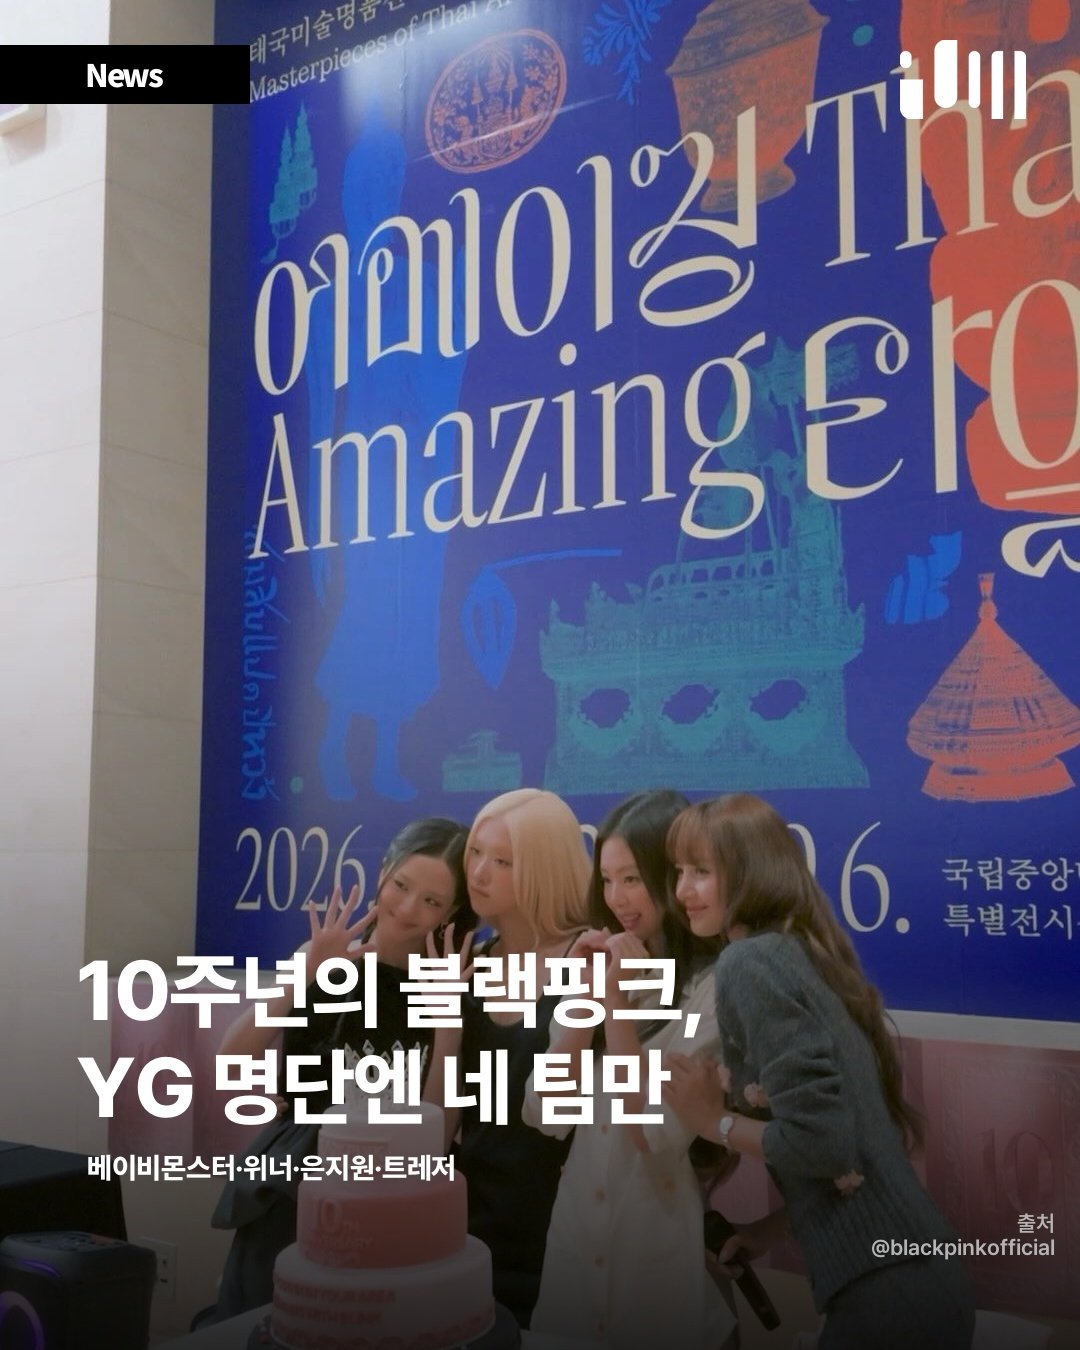 News
태국미술명품전
Masterpieces of Thai
어메이징 Tha
Amazing 타이
2026.
6.
국립중앙
특별전시
10주년의 블랙핑크,
YG 명단엔 네 팀만
베이비몬스터·위너·은지원·트레저
출처
@blackpinkofficial